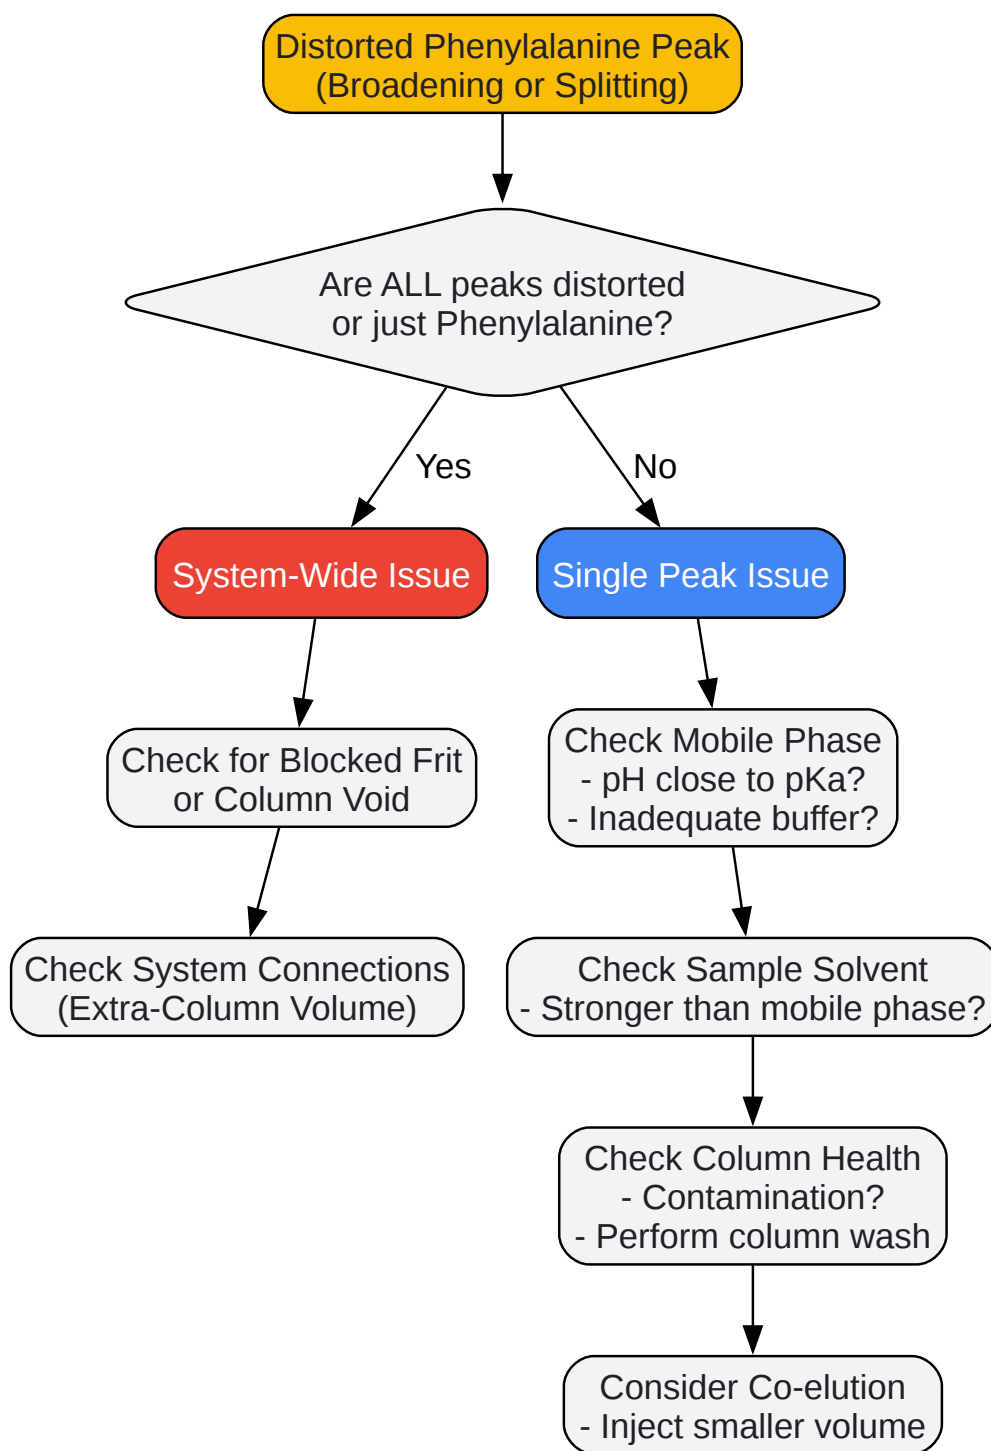 Distorted Phenylalanine Peak
(Broadening or Splitting)
Are ALL peaks distorted
or just Phenylalanine?
Yes
No
System-Wide Issue
Single Peak Issue
Check for Blocked Frit
or Column Void
Check Mobile Phase
- pH close to pKa?
- Inadequate buffer?
Check System Connections
(Extra-Column Volume)
Check Sample Solvent
- Stronger than mobile phase?
Check Column Health
- Contamination?
- Perform column wash
Consider Co-elution
- Inject smaller volume